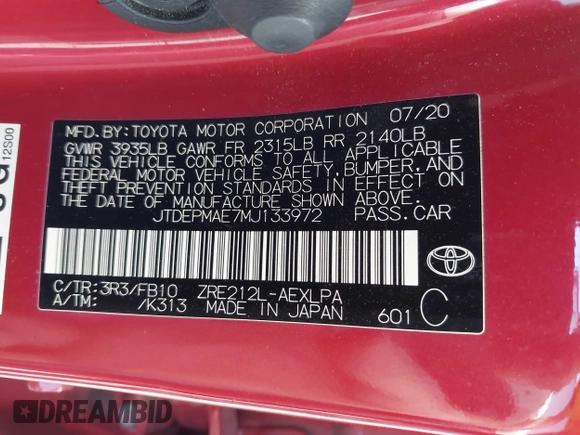 MFD.BY:TOYOTA MOTOR CORPORATION 07/20
GVWR 3935LB GAWR FR 2315LB RR 2140LB
THIS VEHICLE CONFORMS TO ALL APPLICABLE
FEDERAL MOTOR VEHICLE SAFETY,BUMPER,AND
THEFT PREVENTION STANDARDS IN EFFECT ON
THE DATE OF MANUFACTURE SHOWN ABOVE.
JTDEPMAE7MJ133972 PASS.CAR
C/TR:3R3/FB10 ZRE212L-AEXLPA
A/TM: /K313 MADE IN JAPAN 601 C
12S00
DREAMBID